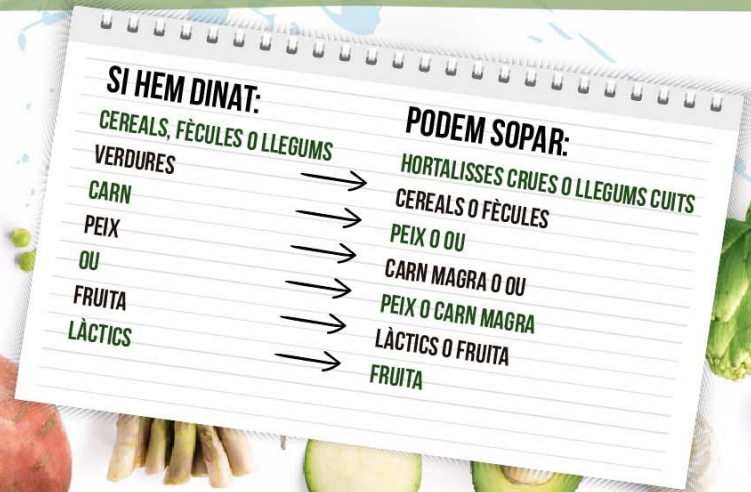 SI HEM DINAT:
CEREALS, FÈCULES O LLEGUMS
VERDURES
CARN
PEIX
OU
FRUITA
LÀCTICS
PODEM SOPAR:
HORTALISSES CRUES O LLEGUMS CUITS
CEREALS O FÈCULES
PEIX O OU
CARN MAGRA O OU
PEIX O CARN MAGRA
LÀCTICS O FRUITA
FRUITA